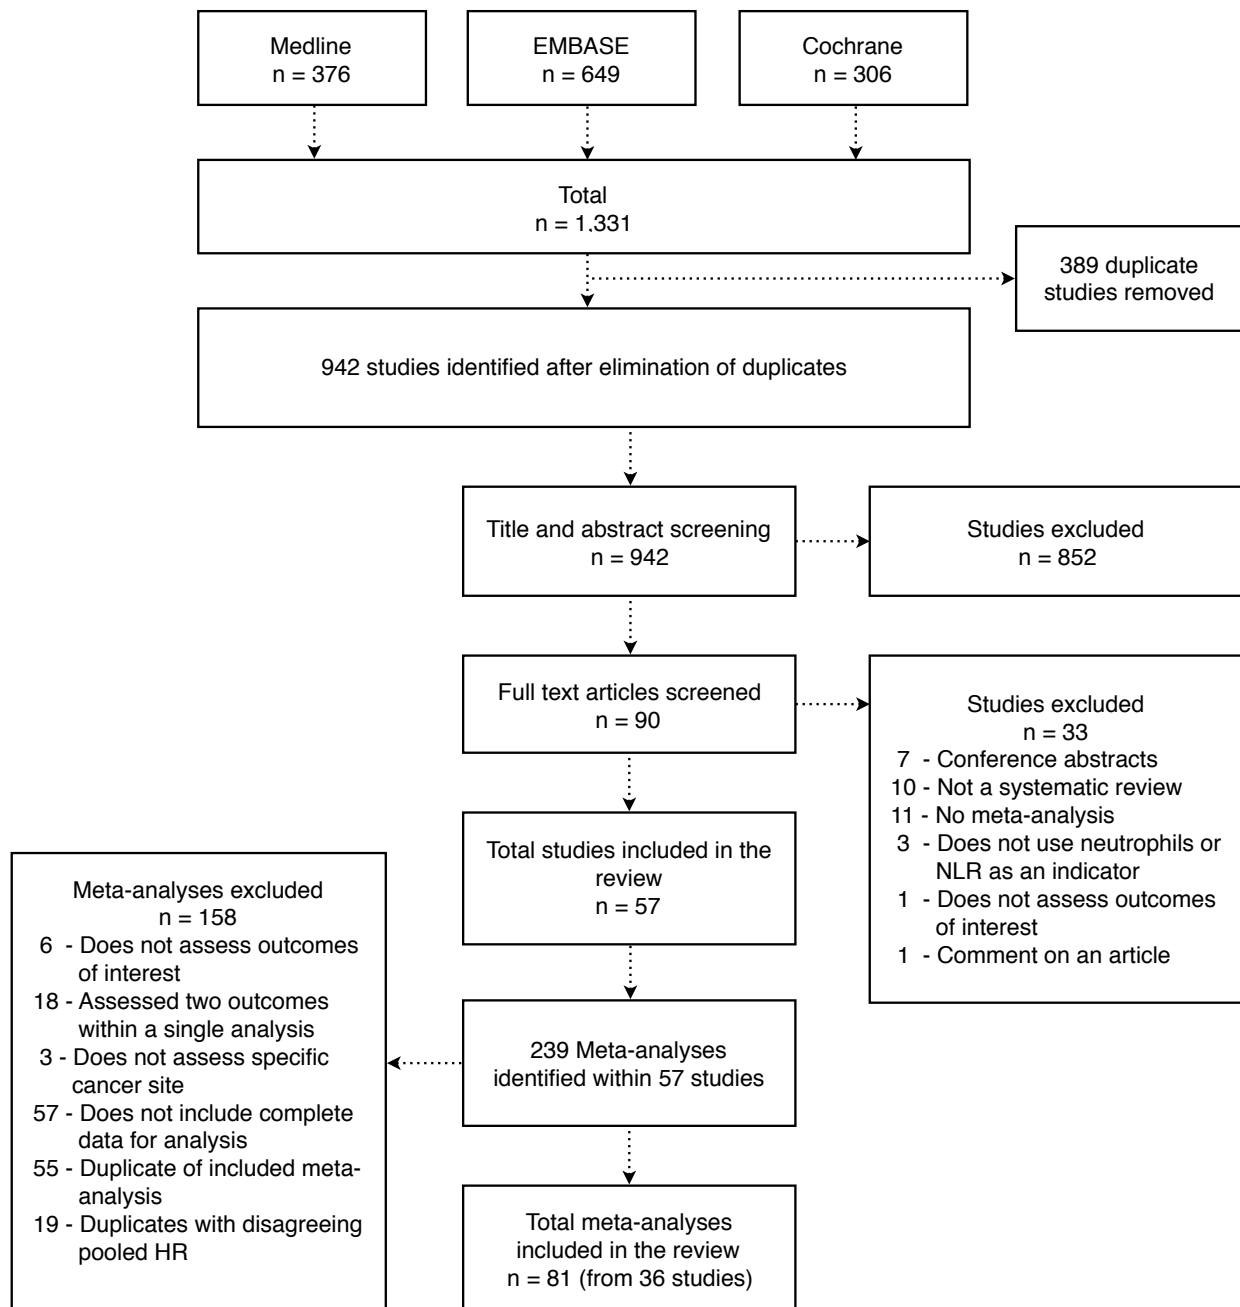 Medline
n = 376
EMBASE
n = 649
Cochrane
n = 306
Total
n = 1,331
389 duplicate
studies removed
942 studies identified after elimination of duplicates
Title and abstract screening
n = 942
Studies excluded
n = 852
Full text articles screened
n = 90
Studies excluded
n = 33
7 - Conference abstracts
10 - Not a systematic review
11 - No meta-analysis
3 - Does not use neutrophils or
NLR as an indicator
1 - Does not assess outcomes
of interest
1 - Comment on an article
Total studies included in the
review
n = 57
Meta-analyses excluded
n = 158
6 - Does not assess outcomes
of interest
18 - Assessed two outcomes
within a single analysis
3 - Does not assess specific
cancer site
57 - Does not include complete
data for analysis
55 - Duplicate of included meta-
analysis
19 - Duplicates with disagreeing
pooled HR
239 Meta-analyses
identified within 57 studies
Total meta-analyses
included in the review
n = 81 (from 36 studies)